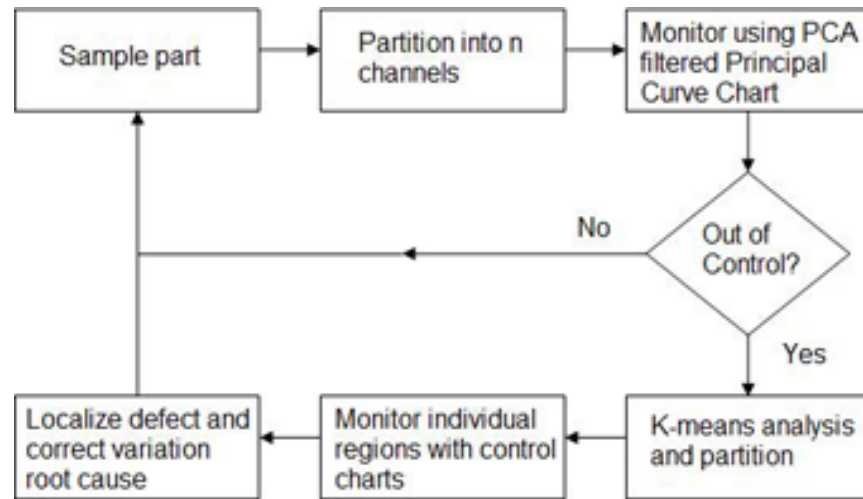 Sample part
Partition into n
channels
Monitor using PCA
filtered Principal
Curve Chart
No
Out of
Control?
Yes
Localize defect and
correct variation
root cause
Monitor individual
regions with control
charts
K-means analysis
and partition